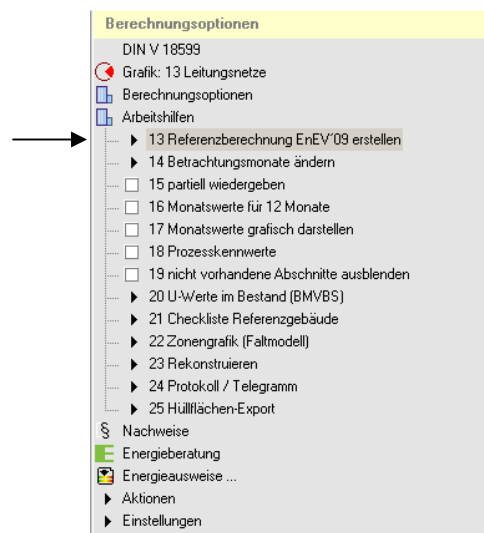 Berechnungsoptionen
DIN V 18599
Grafik: 13 Leitungsnetze
Berechnungsoptionen
Arbeitshilfen
13 Referenzberechnung EnEV´09 erstellen
14 Betrachtungsmonate ändern
15 partiell wiedergeben
16 Monatswerte für 12 Monate
17 Monatswerte grafisch darstellen
18 Prozesskennwerte
19 nicht vorhandene Abschnitte ausblenden
20 U-Werte im Bestand (BMVBS)
21 Checkliste Referenzgebäude
22 Zonengrafik (Faltmodell)
23 Rekonstruieren
24 Protokoll / Telegramm
25 Hüllflächen-Export
§ Nachweise
Energieberatung
Energieausweise ...
Aktionen
Einstellungen